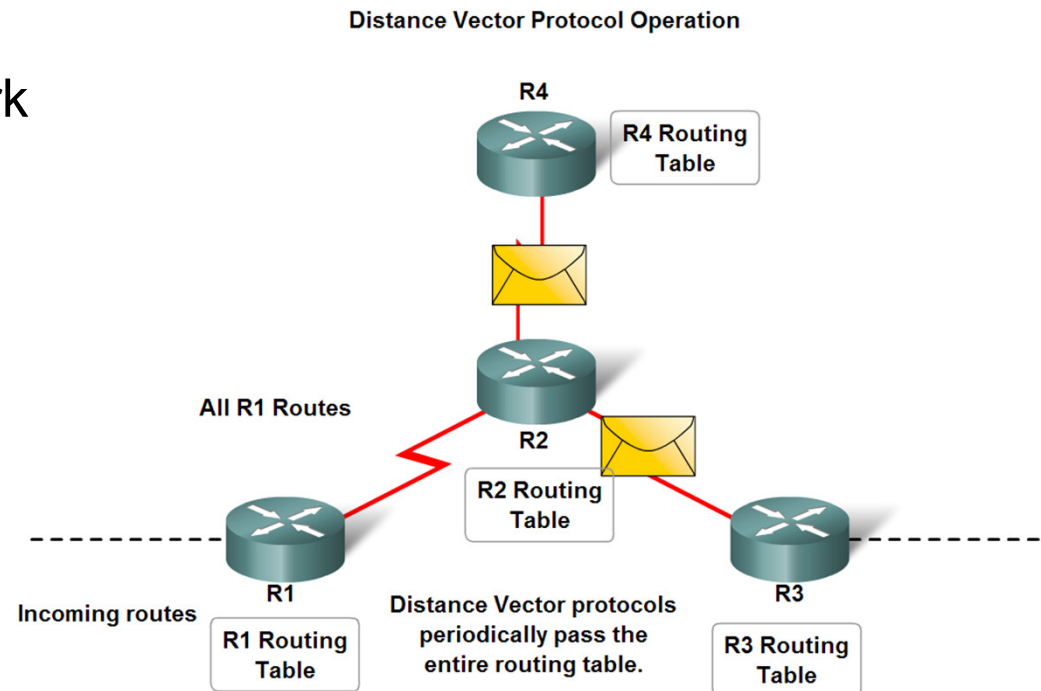 Distance Vector Protocol Operation
rk
R4
R4 Routing
Table
All R1 Routes
R2
R2 Routing
Table
R1
R3
Incoming routes
R1 Routing
Table
Distance Vector protocols
periodically pass the
entire routing table.
R3 Routing
Table